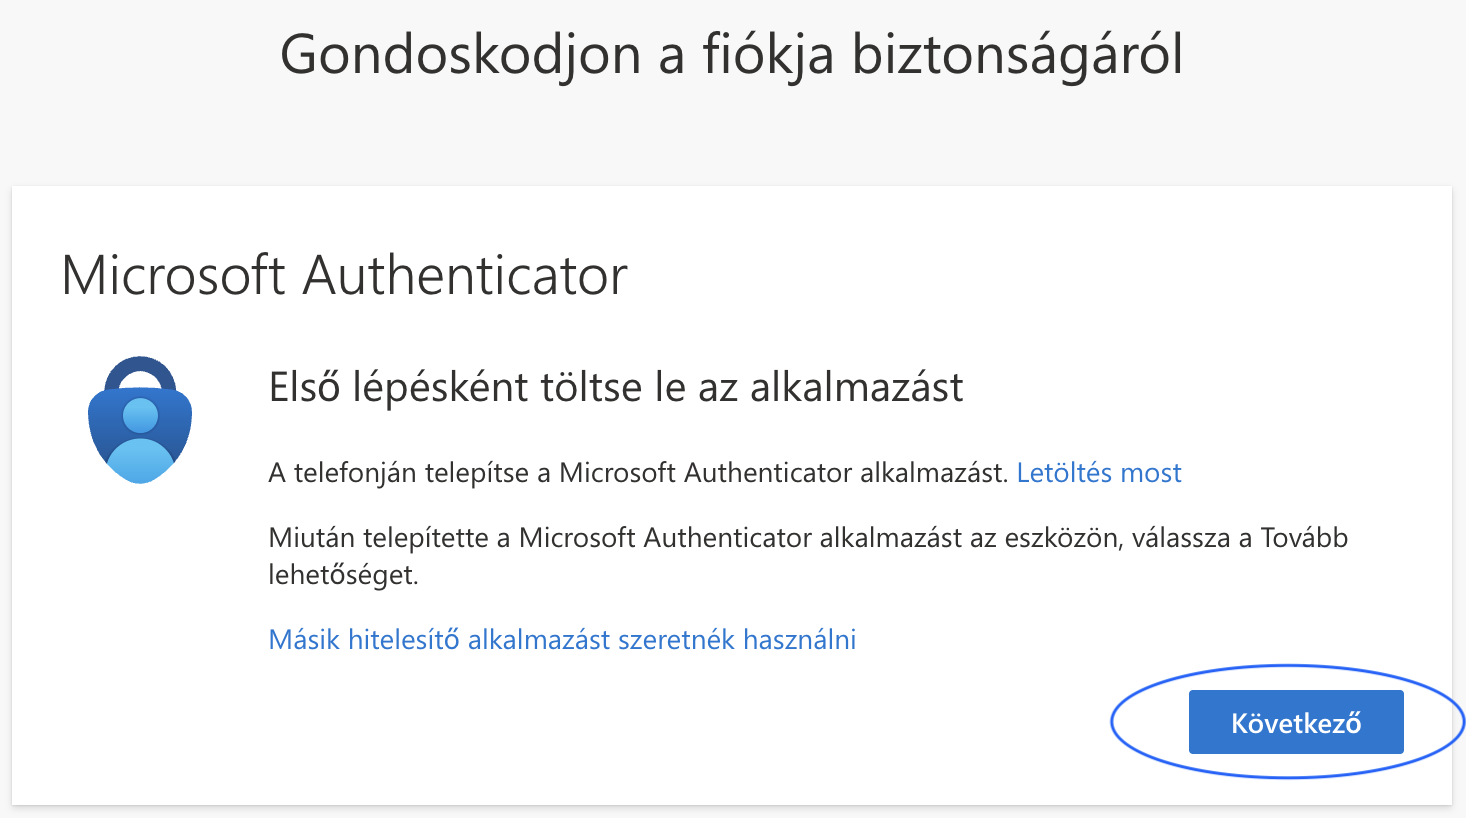 Gondoskodjon a fiókja biztonságáról
Microsoft Authenticator
Első lépésként töltse le az alkalmazást
A telefonján telepítse a Microsoft Authenticator alkalmazást. Letöltés most
Miután telepítette a Microsoft Authenticator alkalmazást az eszközön, válassza a Tovább
lehetőséget.
Másik hitelesítő alkalmazást szeretnék használni
Következő